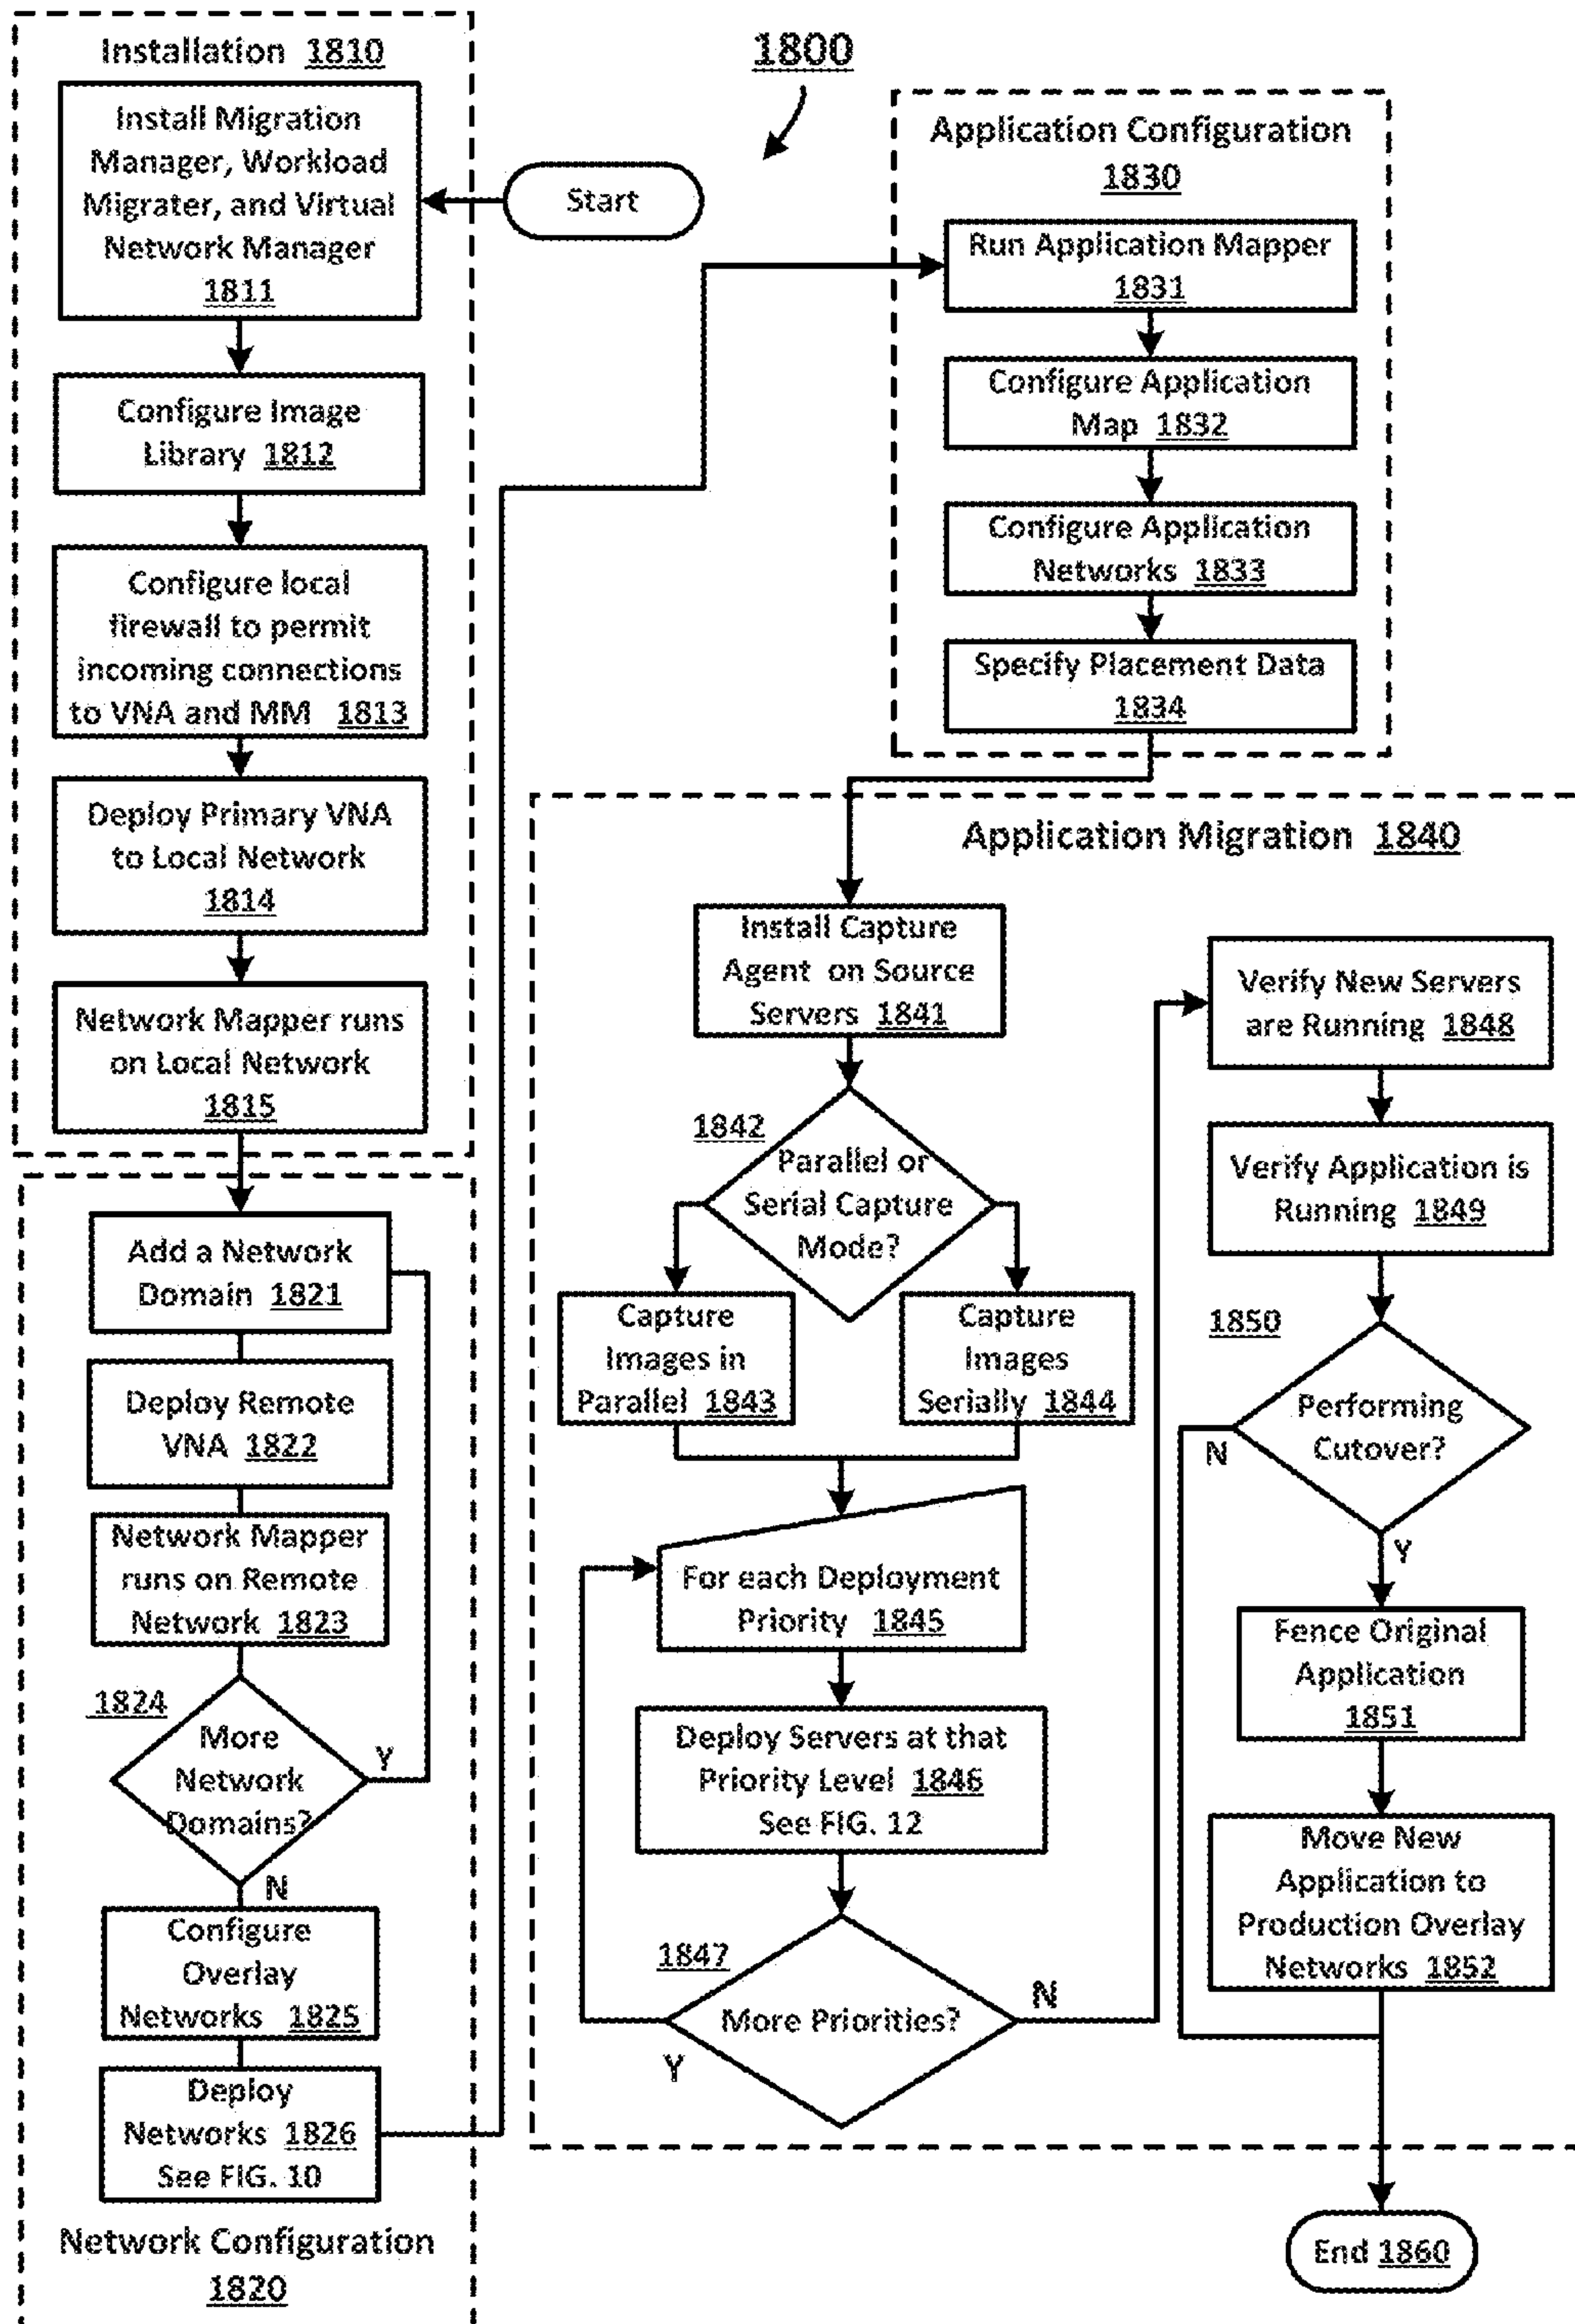 1800
Start
Installation 1810
Install Migration
Manager, Workload
Migrater, and Virtual
Network Manager
1811
Configure Image
Library 1812
Configure local
firewall to permit
incoming connections
to VNA and MM 1813
Deploy Primary VNA
to Local Network
1814
Network Mapper runs
on Local Network
1815
Add a Network
Domain 1821
Deploy Remote
VNA 1822
Network Mapper
runs on Remote
Network 1823
1824
More
Network
Domains?
Y
N
Configure
Overlay
Networks 1825
Deploy
Networks 1826
See FIG. 10
Network Configuration
1820
Application Configuration
1830
Run Application Mapper
1831
Configure Application
Map 1832
Configure Application
Networks 1833
Specify Placement Data
1834
Application Migration 1840
Install Capture
Agent on Source
Servers 1841
1842
Parallel or
Serial Capture
Mode?
Capture
Images in
Parallel 1843
Capture
Images
Serially 1844
For each Deployment
Priority 1845
Deploy Servers at that
Priority Level 1846
See FIG. 12
1847
More Priorities?
Y
N
Verify New Servers
are Running 1848
Verify Application is
Running 1849
1850
Performing
Cutover?
N
Y
Fence Original
Application
1851
Move New
Application to
Production Overlay
Networks 1852
End 1860